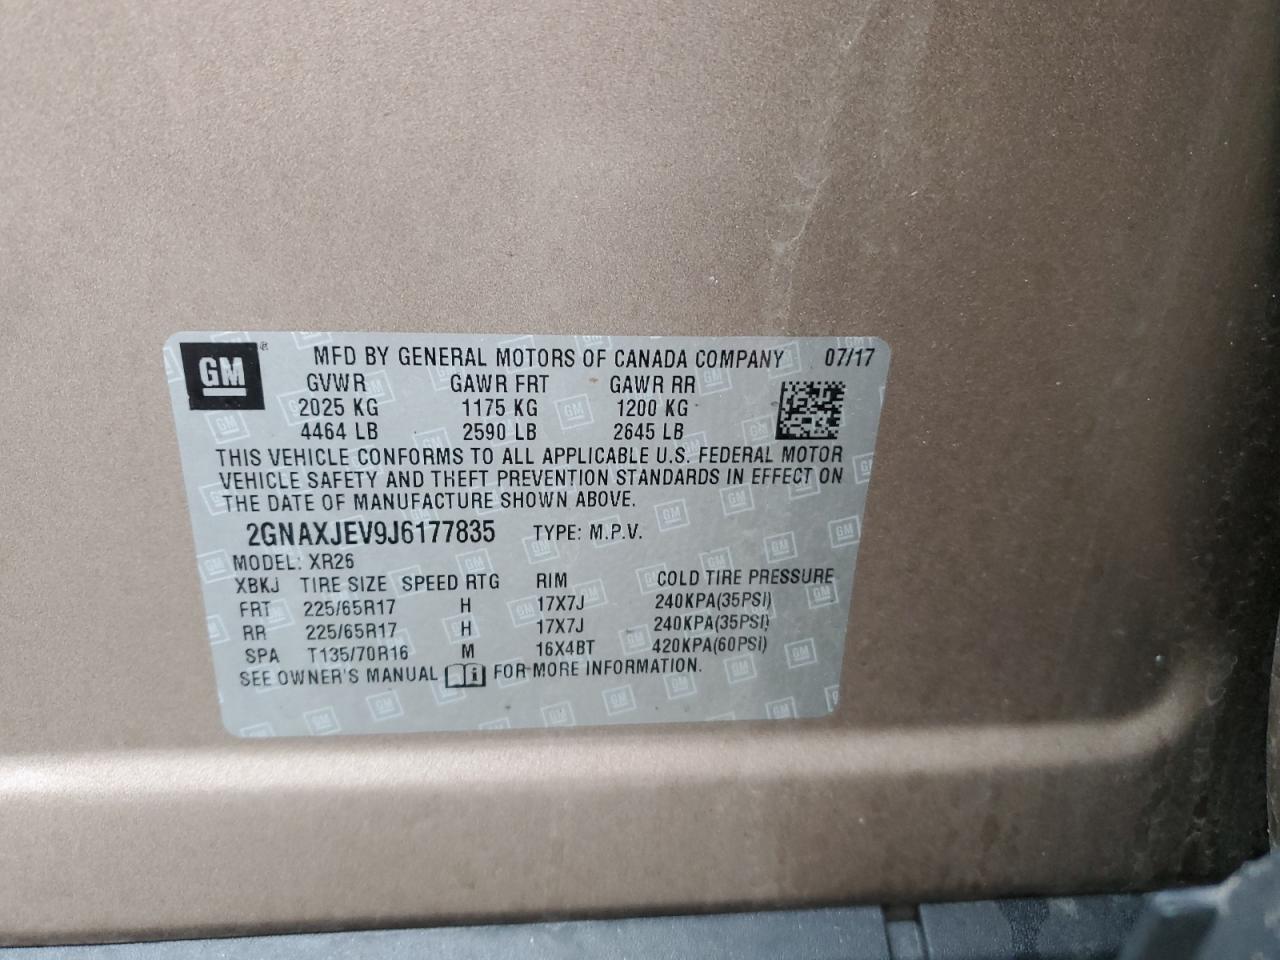 GM ® MFD BY GENERAL MOTORS OF CANADA COMPANY 07/17
GVWR GAWR FRT GAWR RR
2025 KG 1175 KG 1200 KG
4464 LB 2590 LB 2645 LB
THIS VEHICLE CONFORMS TO ALL APPLICABLE U.S. FEDERAL MOTOR
VEHICLE SAFETY AND THEFT PREVENTION STANDARDS IN EFFECT ON
THE DATE OF MANUFACTURE SHOWN ABOVE.
2GNAXJEV9J6177835 TYPE: M.P.V.
MODEL: XR26
XBKJ TIRE SIZE SPEED RTG RIM COLD TIRE PRESSURE
FRT 225/65R17 H 17X7J 240KPA(35PSI)
RR 225/65R17 H 17X7J 240KPA(35PSI)
SPA T135/70R16 M 16X4BT 420KPA(60PSI)
SEE OWNER'S MANUAL i FOR MORE INFORMATION.